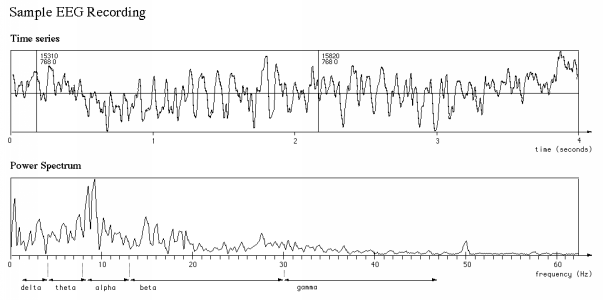 Sample EEG Recording
Time series
15310 15820
768 0 768 0
0 1 2 3 4
time (seconds)
Power Spectrum
0 10 20 30 40 50 60
frequency (Hz)
delta theta alpha beta gamma